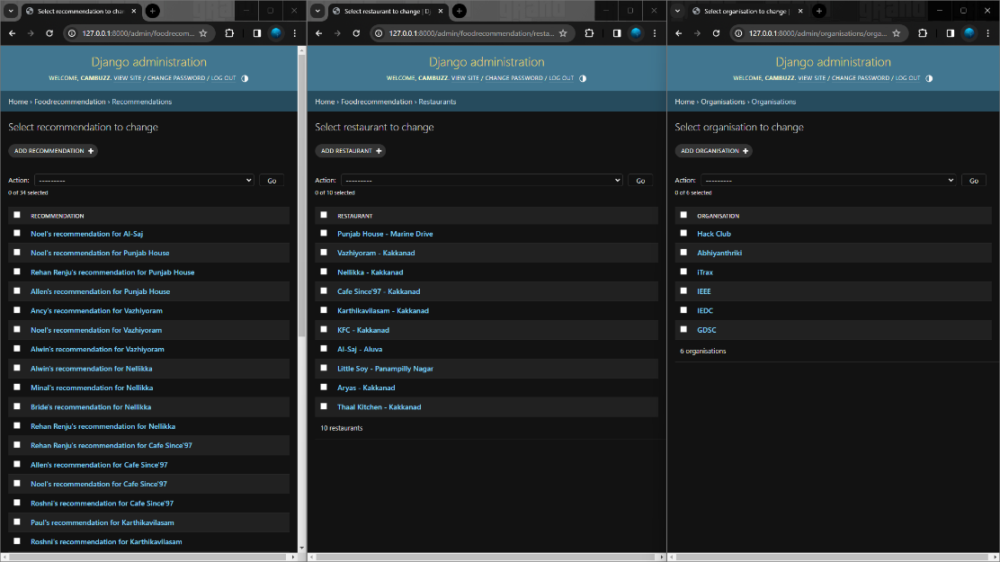 Select recommendation to cha
127.0.0.1:8000/admin/foodrecom...
Django administration
WELCOME, CAMBUZZ. VIEW SITE / CHANGE PASSWORD / LOG OUT
Home › Foodrecommendation › Recommendations
Select recommendation to change
ADD RECOMMENDATION +
Action: --------- Go
0 of 34 selected
RECOMMENDATION
Noel's recommendation for Al-Saj
Noel's recommendation for Punjab House
Rehan Renju's recommendation for Punjab House
Allen's recommendation for Punjab House
Ancy's recommendation for Vazhiyoram
Noel's recommendation for Vazhiyoram
Alwin's recommendation for Vazhiyoram
Alwin's recommendation for Nellikka
Minal's recommendation for Nellikka
Bride's recommendation for Nellikka
Rehan Renju's recommendation for Nellikka
Rehan Renju's recommendation for Cafe Since'97
Allen's recommendation for Cafe Since'97
Noel's recommendation for Cafe Since'97
Roshni's recommendation for Cafe Since'97
Paul's recommendation for Karthikavilasam
Roshni's recommendation for Karthikavilasam
Select restaurant to change | Dj
127.0.0.1:8000/admin/foodrecommendation/resta...
Django administration
WELCOME, CAMBUZZ. VIEW SITE / CHANGE PASSWORD / LOG OUT
Home › Foodrecommendation › Restaurants
Select restaurant to change
ADD RESTAURANT +
Action: --------- Go
0 of 10 selected
RESTAURANT
Punjab House - Marine Drive
Vazhiyoram - Kakkanad
Nellikka - Kakkanad
Cafe Since'97 - Kakkanad
Karthikavilasam - Kakkanad
KFC - Kakkanad
Al-Saj - Aluva
Little Soy - Panampilly Nagar
Aryas - Kakkanad
Thaal Kitchen - Kakkanad
10 restaurants
Select organisation to change |
127.0.0.1:8000/admin/organisations/orga...
Django administration
WELCOME, CAMBUZZ. VIEW SITE / CHANGE PASSWORD / LOG OUT
Home › Organisations › Organisations
Select organisation to change
ADD ORGANISATION +
Action: --------- Go
0 of 6 selected
ORGANISATION
Hack Club
Abhiyanthriki
iTrax
IEEE
IEDC
GDSC
6 organisations